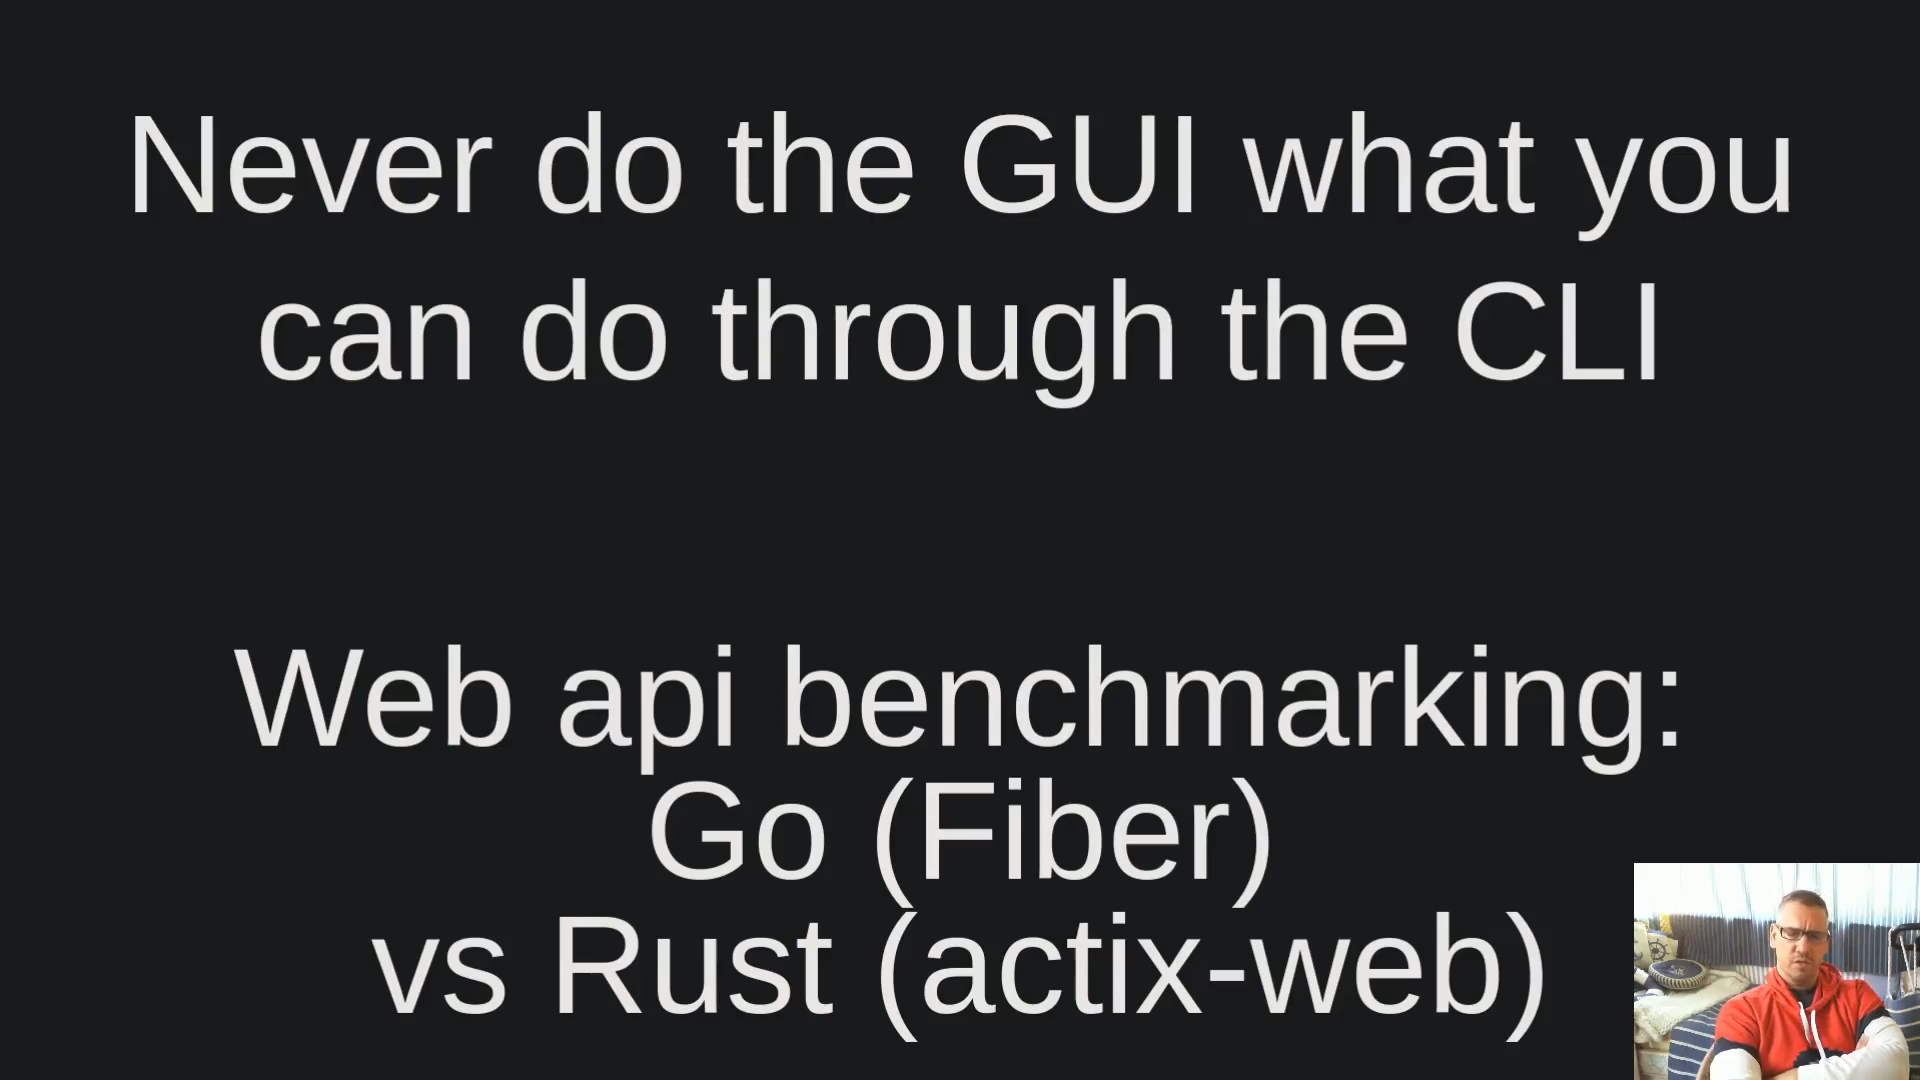 Never do the GUI what you
can do through the CLI
Web api benchmarking:
Go (Fiber)
vs Rust (actix-web)